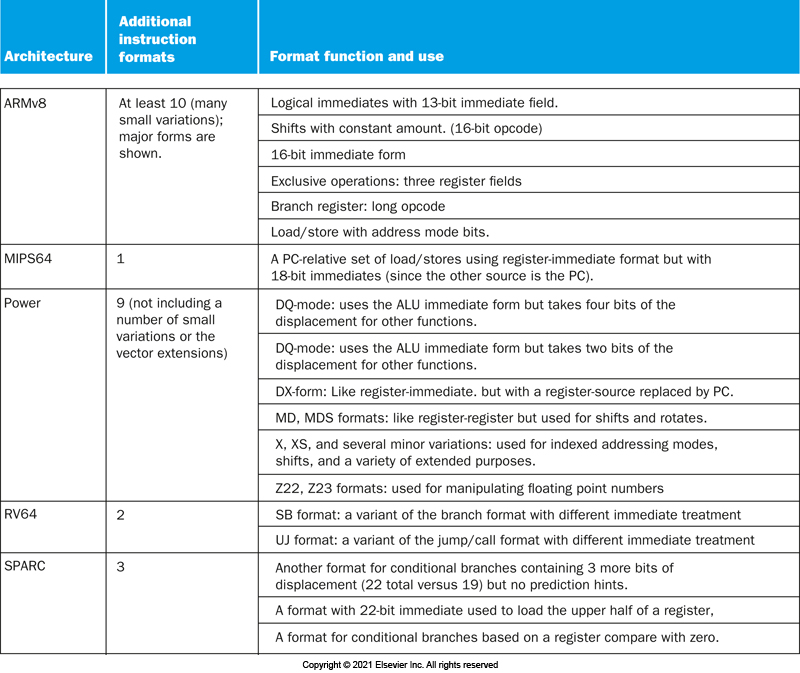 Architecture
Additional
instruction
formats
Format function and use
ARMv8
At least 10 (many
small variations);
major forms are
shown.
Logical immediates with 13-bit immediate field.
Shifts with constant amount. (16-bit opcode)
16-bit immediate form
Exclusive operations: three register fields
Branch register: long opcode
Load/store with address mode bits.
MIPS64
1
A PC-relative set of load/stores using register-immediate format but with
18-bit immediates (since the other source is the PC).
Power
9 (not including a
number of small
variations or the
vector extensions)
DQ-mode: uses the ALU immediate form but takes four bits of the
displacement for other functions.
DQ-mode: uses the ALU immediate form but takes two bits of the
displacement for other functions.
DX-form: Like register-immediate. but with a register-source replaced by PC.
MD, MDS formats: like register-register but used for shifts and rotates.
X, XS, and several minor variations: used for indexed addressing modes,
shifts, and a variety of extended purposes.
Z22, Z23 formats: used for manipulating floating point numbers
RV64
2
SB format: a variant of the branch format with different immediate treatment
UJ format: a variant of the jump/call format with different immediate treatment
SPARC
3
Another format for conditional branches containing 3 more bits of
displacement (22 total versus 19) but no prediction hints.
A format with 22-bit immediate used to load the upper half of a register,
A format for conditional branches based on a register compare with zero.
Copyright © 2021 Elsevier Inc. All rights reserved